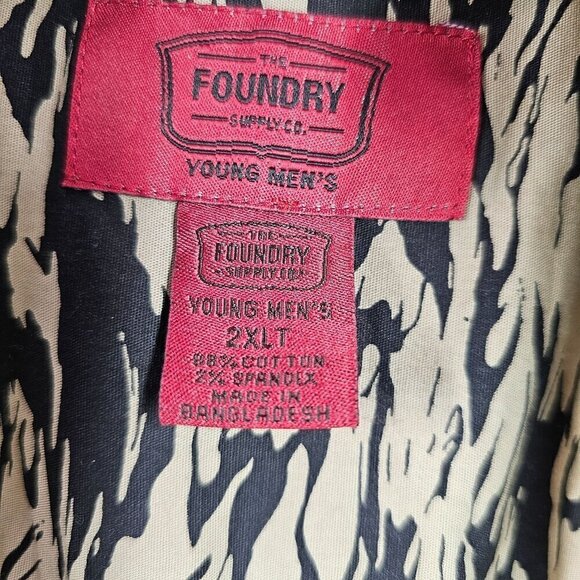 THE
FOUNDRY
SUPPLY CO.
YOUNG MEN'S
THE
FOUNDRY
SUPPLY CO.
YOUNG MEN'S
2XLT
98% COTTON
2% SPANDEX
MADE IN
BANGLADESH